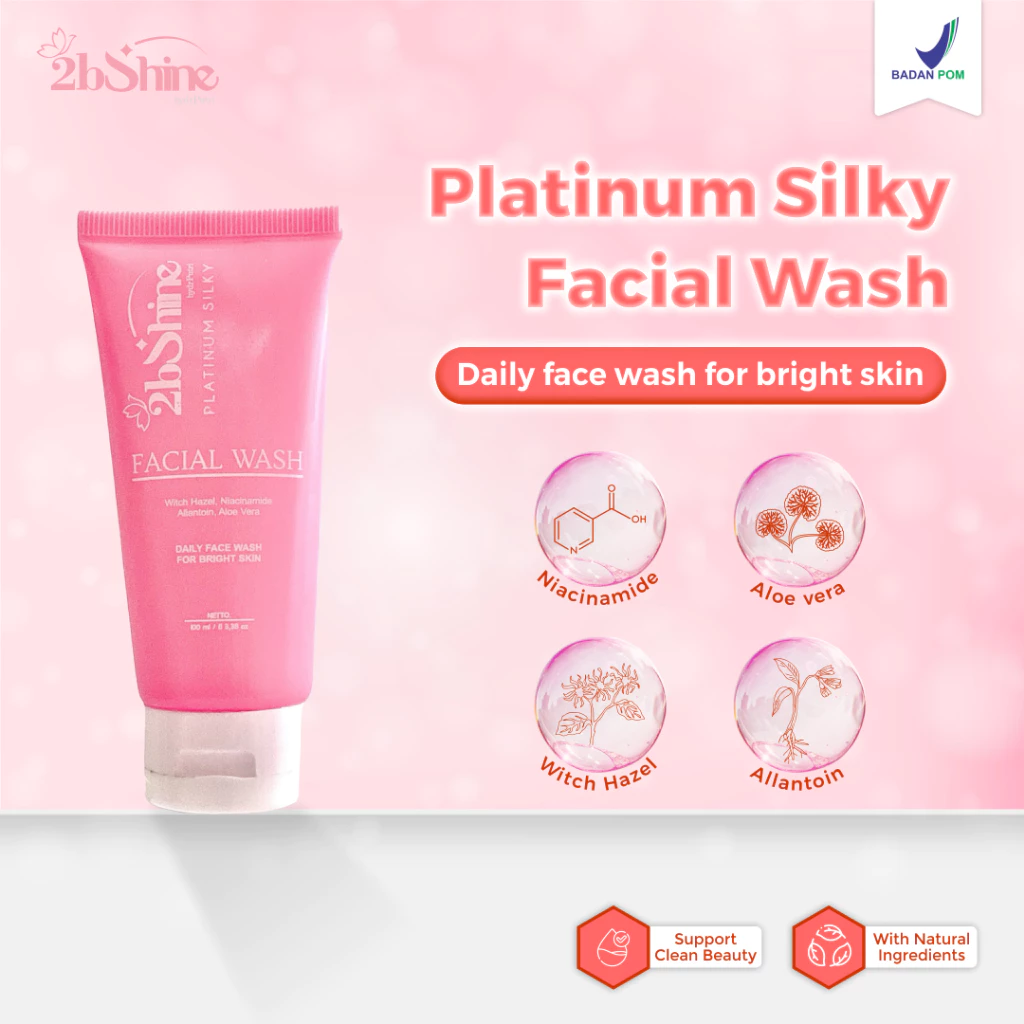 2bShine
BADAN POM
Platinum Silky
Facial Wash
Daily face wash for bright skin
2bShine
PLATINUM SILKY
FACIAL WASH
Witch Hazel, Niacinamide
Allantoin, Aloe Vera
DAILY FACE WASH
FOR BRIGHT SKIN
NETTO
O
OH
N
Niacinamide
Aloe vera
Witch Hazel
Allantoin
Support
Clean Beauty
With Natural
Ingredients